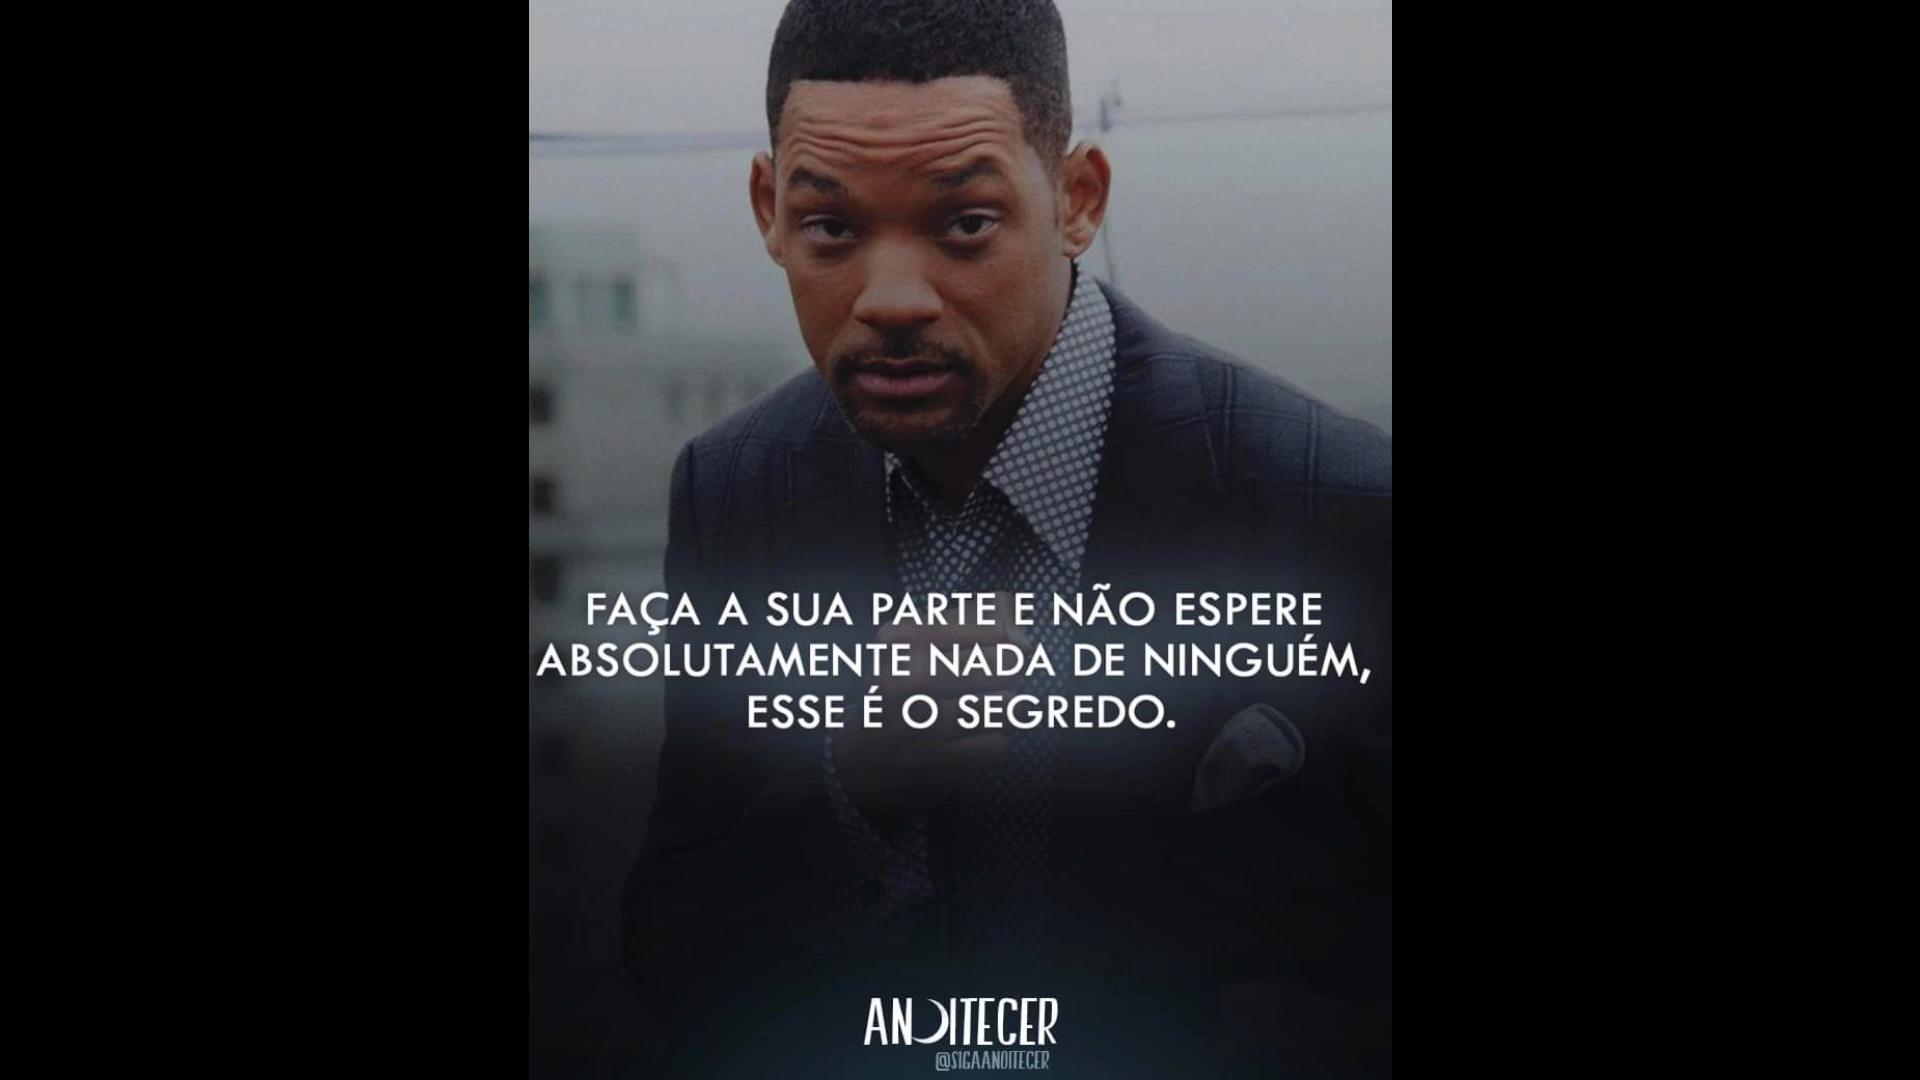 FAÇA A SUA PARTE E NÃO ESPERE
ABSOLUTAMENTE NADA DE NINGUÉM,
ESSE É O SEGREDO.
ANOITECER
@SIGAANOITECER